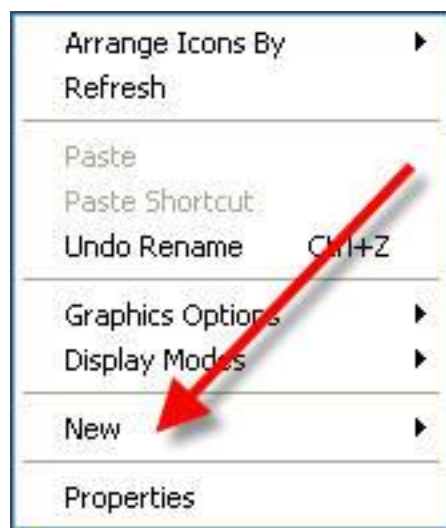 Arrange Icons By
Refresh
Paste
Paste Shortcut
Undo Rename Ctrl+Z
Graphics Options
Display Modes
New
Properties